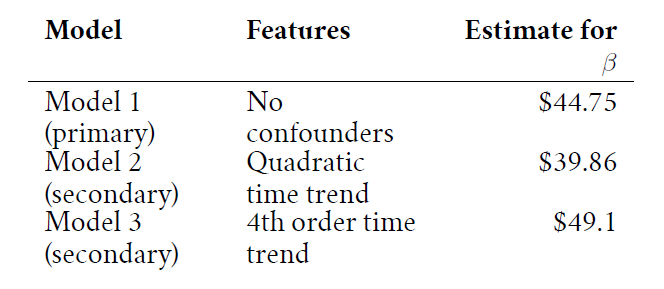 Model Features Estimate for
β
Model 1 No $44.75
(primary) confounders
Model 2 Quadratic $39.86
(secondary) time trend
Model 3 4th order time $49.1
(secondary) trend